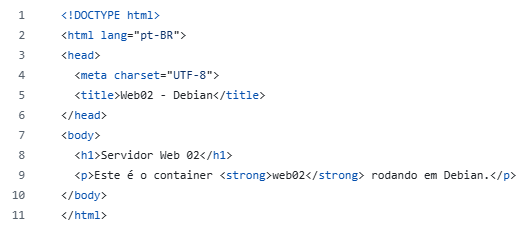 1 <!DOCTYPE html>
2 <html lang="pt-BR">
3 <head>
4   <meta charset="UTF-8">
5   <title>Web02 - Debian</title>
6 </head>
7 <body>
8   <h1>Servidor Web 02</h1>
9   <p>Este é o container <strong>web02</strong> rodando em Debian.</p>
10 </body>
11 </html>